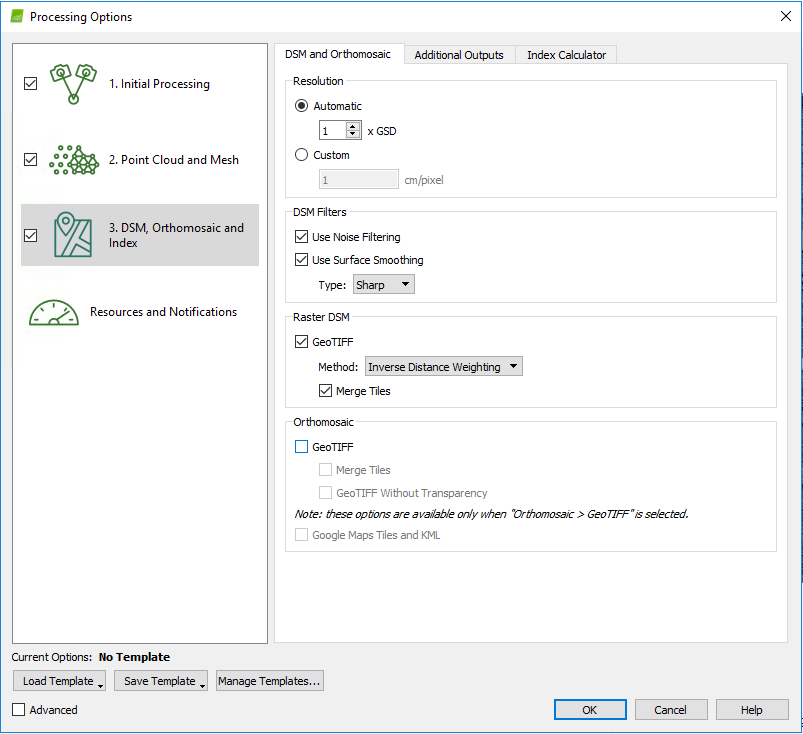 Processing Options
1. Initial Processing
2. Point Cloud and Mesh
3. DSM, Orthomosaic and
Index
Resources and Notifications
DSM and Orthomosaic
Additional Outputs
Index Calculator
Resolution
Automatic
1 x GSD
Custom
1 cm/pixel
DSM Filters
Use Noise Filtering
Use Surface Smoothing
Type: Sharp
Raster DSM
GeoTIFF
Method: Inverse Distance Weighting
Merge Tiles
Orthomosaic
GeoTIFF
Merge Tiles
GeoTIFF Without Transparency
Note: these options are available only when "Orthomosaic > GeoTIFF" is selected.
Google Maps Tiles and KML
Current Options: No Template
Load Template
Save Template
Manage Templates...
Advanced
OK
Cancel
Help